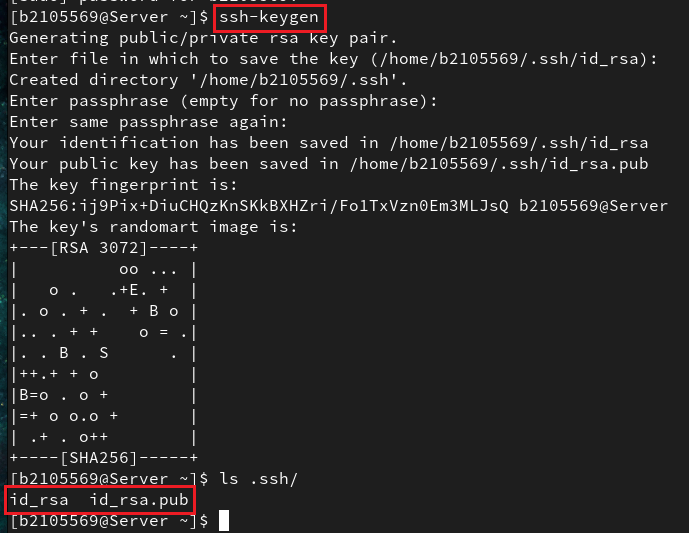 [sudo] password for b2105569:
[b2105569@Server ~]$ ssh-keygen
Generating public/private rsa key pair.
Enter file in which to save the key (/home/b2105569/.ssh/id_rsa):
Created directory '/home/b2105569/.ssh'.
Enter passphrase (empty for no passphrase):
Enter same passphrase again:
Your identification has been saved in /home/b2105569/.ssh/id_rsa
Your public key has been saved in /home/b2105569/.ssh/id_rsa.pub
The key fingerprint is:
SHA256:ij9Pix+DiuCHQzKnSKkBXHZri/Fo1TxVzn0Em3MLJsQ b2105569@Server
The key's randomart image is:
+---[RSA 3072]----+
|          oo ... |
|   o .   .+E. +  |
|. o . + .  + B o |
|.. . + +    o = .|
|. . B . S      . |
|++.+ + o         |
|B=o . o +        |
|=+ o o.o +       |
| .+ . o++        |
+----[SHA256]-----+
[b2105569@Server ~]$ ls .ssh/
id_rsa  id_rsa.pub
[b2105569@Server ~]$